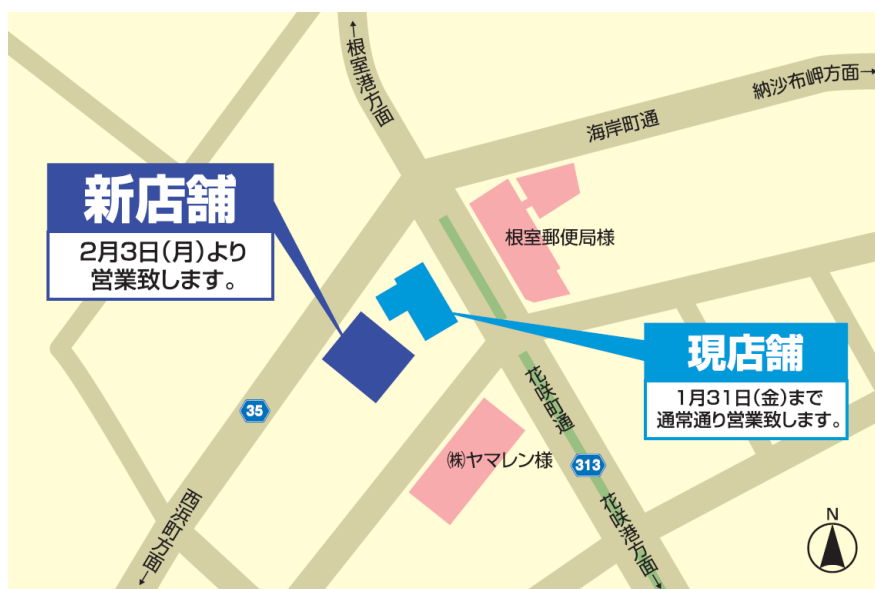 ←根室港方面
納沙布岬方面→
海岸町通
新店舗
2月3日(月)より
営業致します。
根室郵便局様
現店舗
1月31日(金)まで
通常通り営業致します。
花咲町通
35
㈱ヤマレン様
313
西浜町方面→
花咲港方面→
N